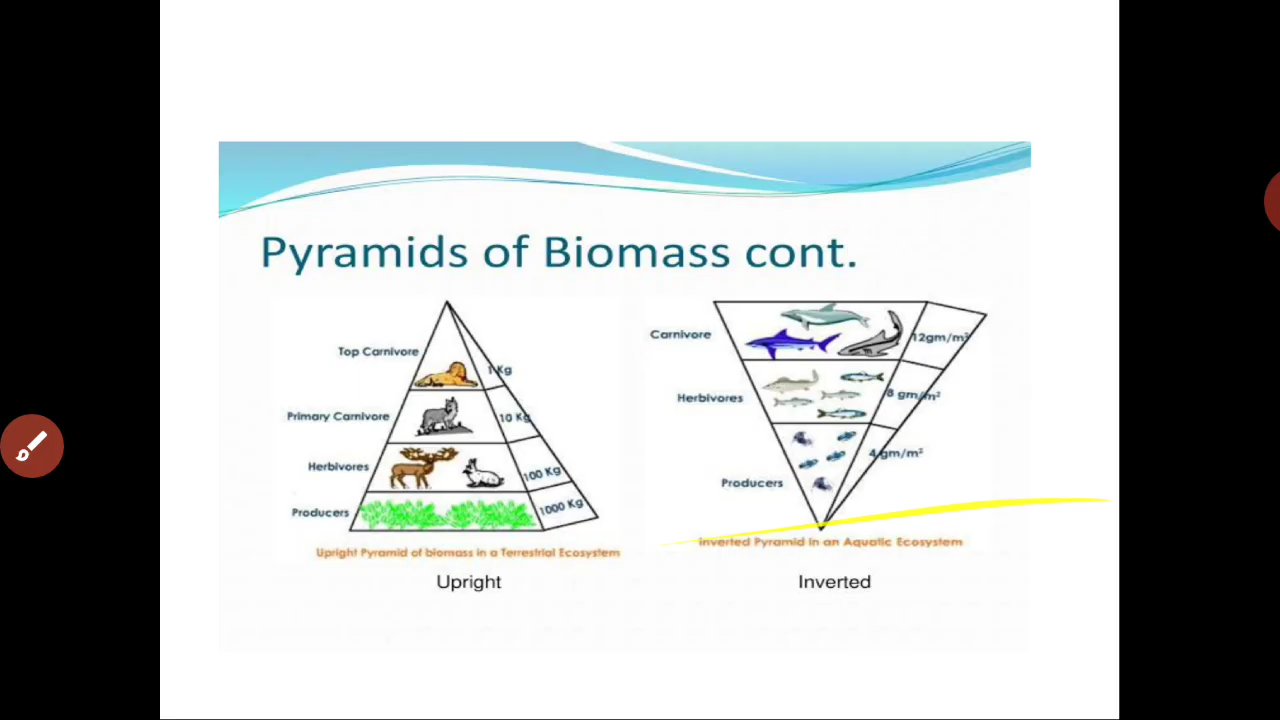 Pyramids of Biomass cont.
Top Carnivore
1 Kg
Primary Carnivore
10 Kg
Herbivores
100 Kg
Producers
1000 Kg
Upright Pyramid of biomass in a Terrestrial Ecosystem
Upright
Carnivore
12gm/m²
Herbivores
8 gm/m²
4 gm/m²
Producers
Inverted Pyramid in an Aquatic Ecosystem
Inverted